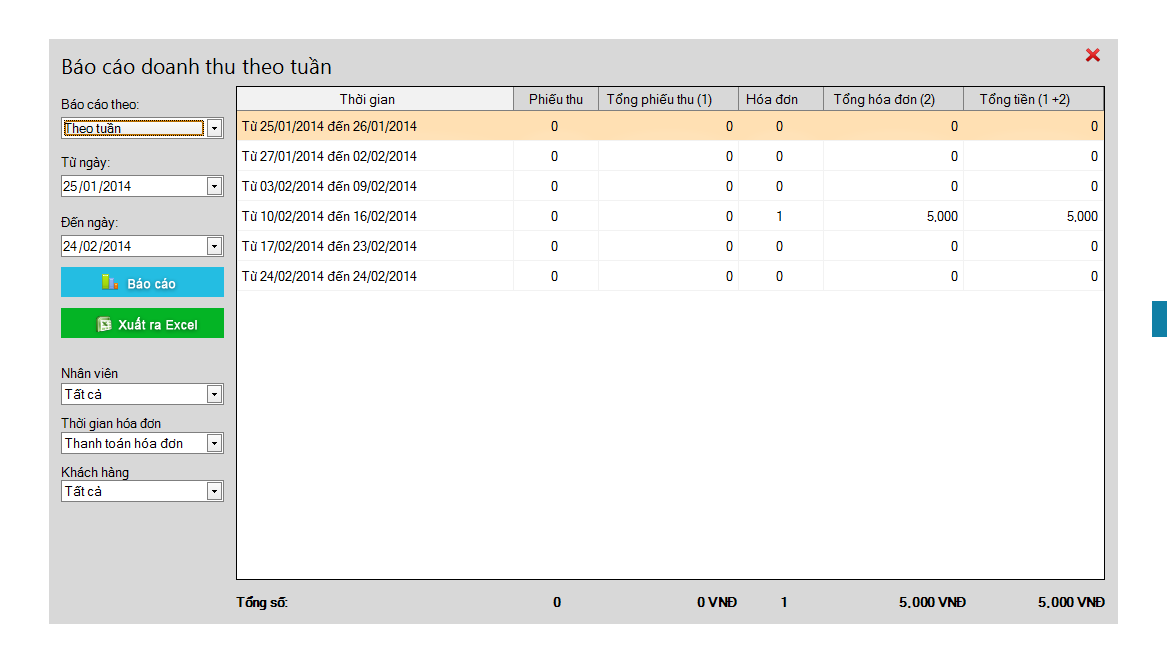 Báo cáo doanh thu theo tuần
Báo cáo theo:
Theo tuần
Từ ngày:
25/01/2014
Đến ngày:
24/02/2014
Báo cáo
Xuất ra Excel
Nhân viên
Tất cả
Thời gian hóa đơn
Thanh toán hóa đơn
Khách hàng
Tất cả
Thời gian Phiếu thu Tổng phiếu thu (1) Hóa đơn Tổng hóa đơn (2) Tổng tiền (1 +2)
Từ 25/01/2014 đến 26/01/2014 0 0 0 0 0
Từ 27/01/2014 đến 02/02/2014 0 0 0 0 0
Từ 03/02/2014 đến 09/02/2014 0 0 0 0 0
Từ 10/02/2014 đến 16/02/2014 0 0 1 5,000 5,000
Từ 17/02/2014 đến 23/02/2014 0 0 0 0 0
Từ 24/02/2014 đến 24/02/2014 0 0 0 0 0
Tổng số: 0 0 VNĐ 1 5,000 VNĐ 5,000 VNĐ